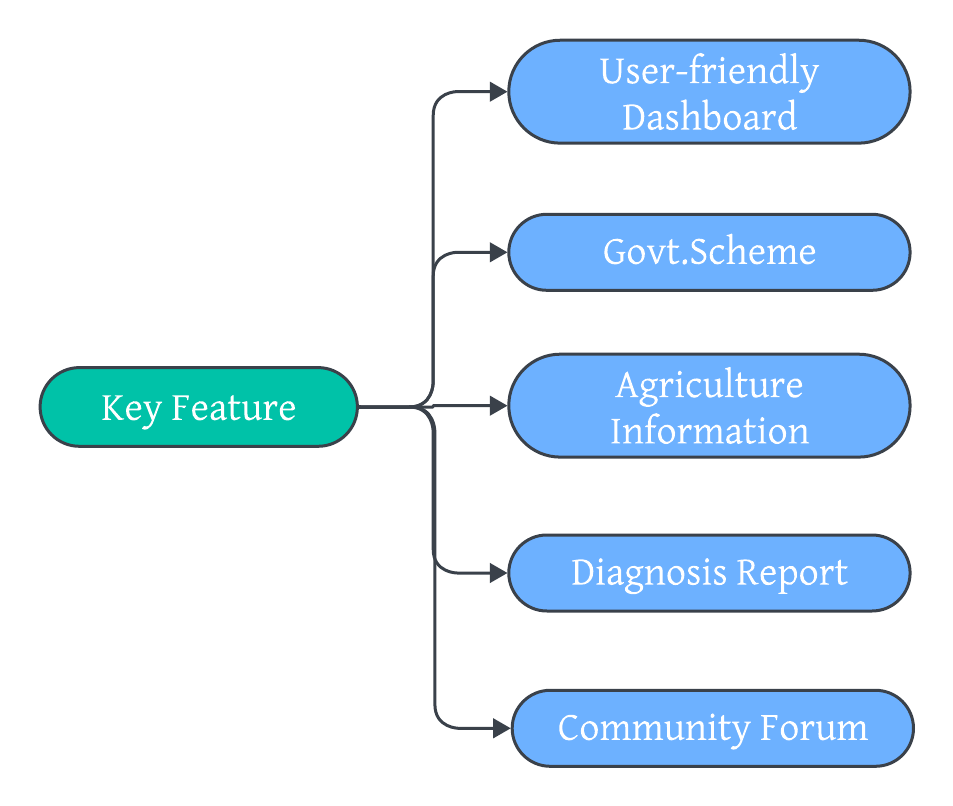 User-friendly
Dashboard
Govt.Scheme
Agriculture
Information
Key Feature
Diagnosis Report
Community Forum